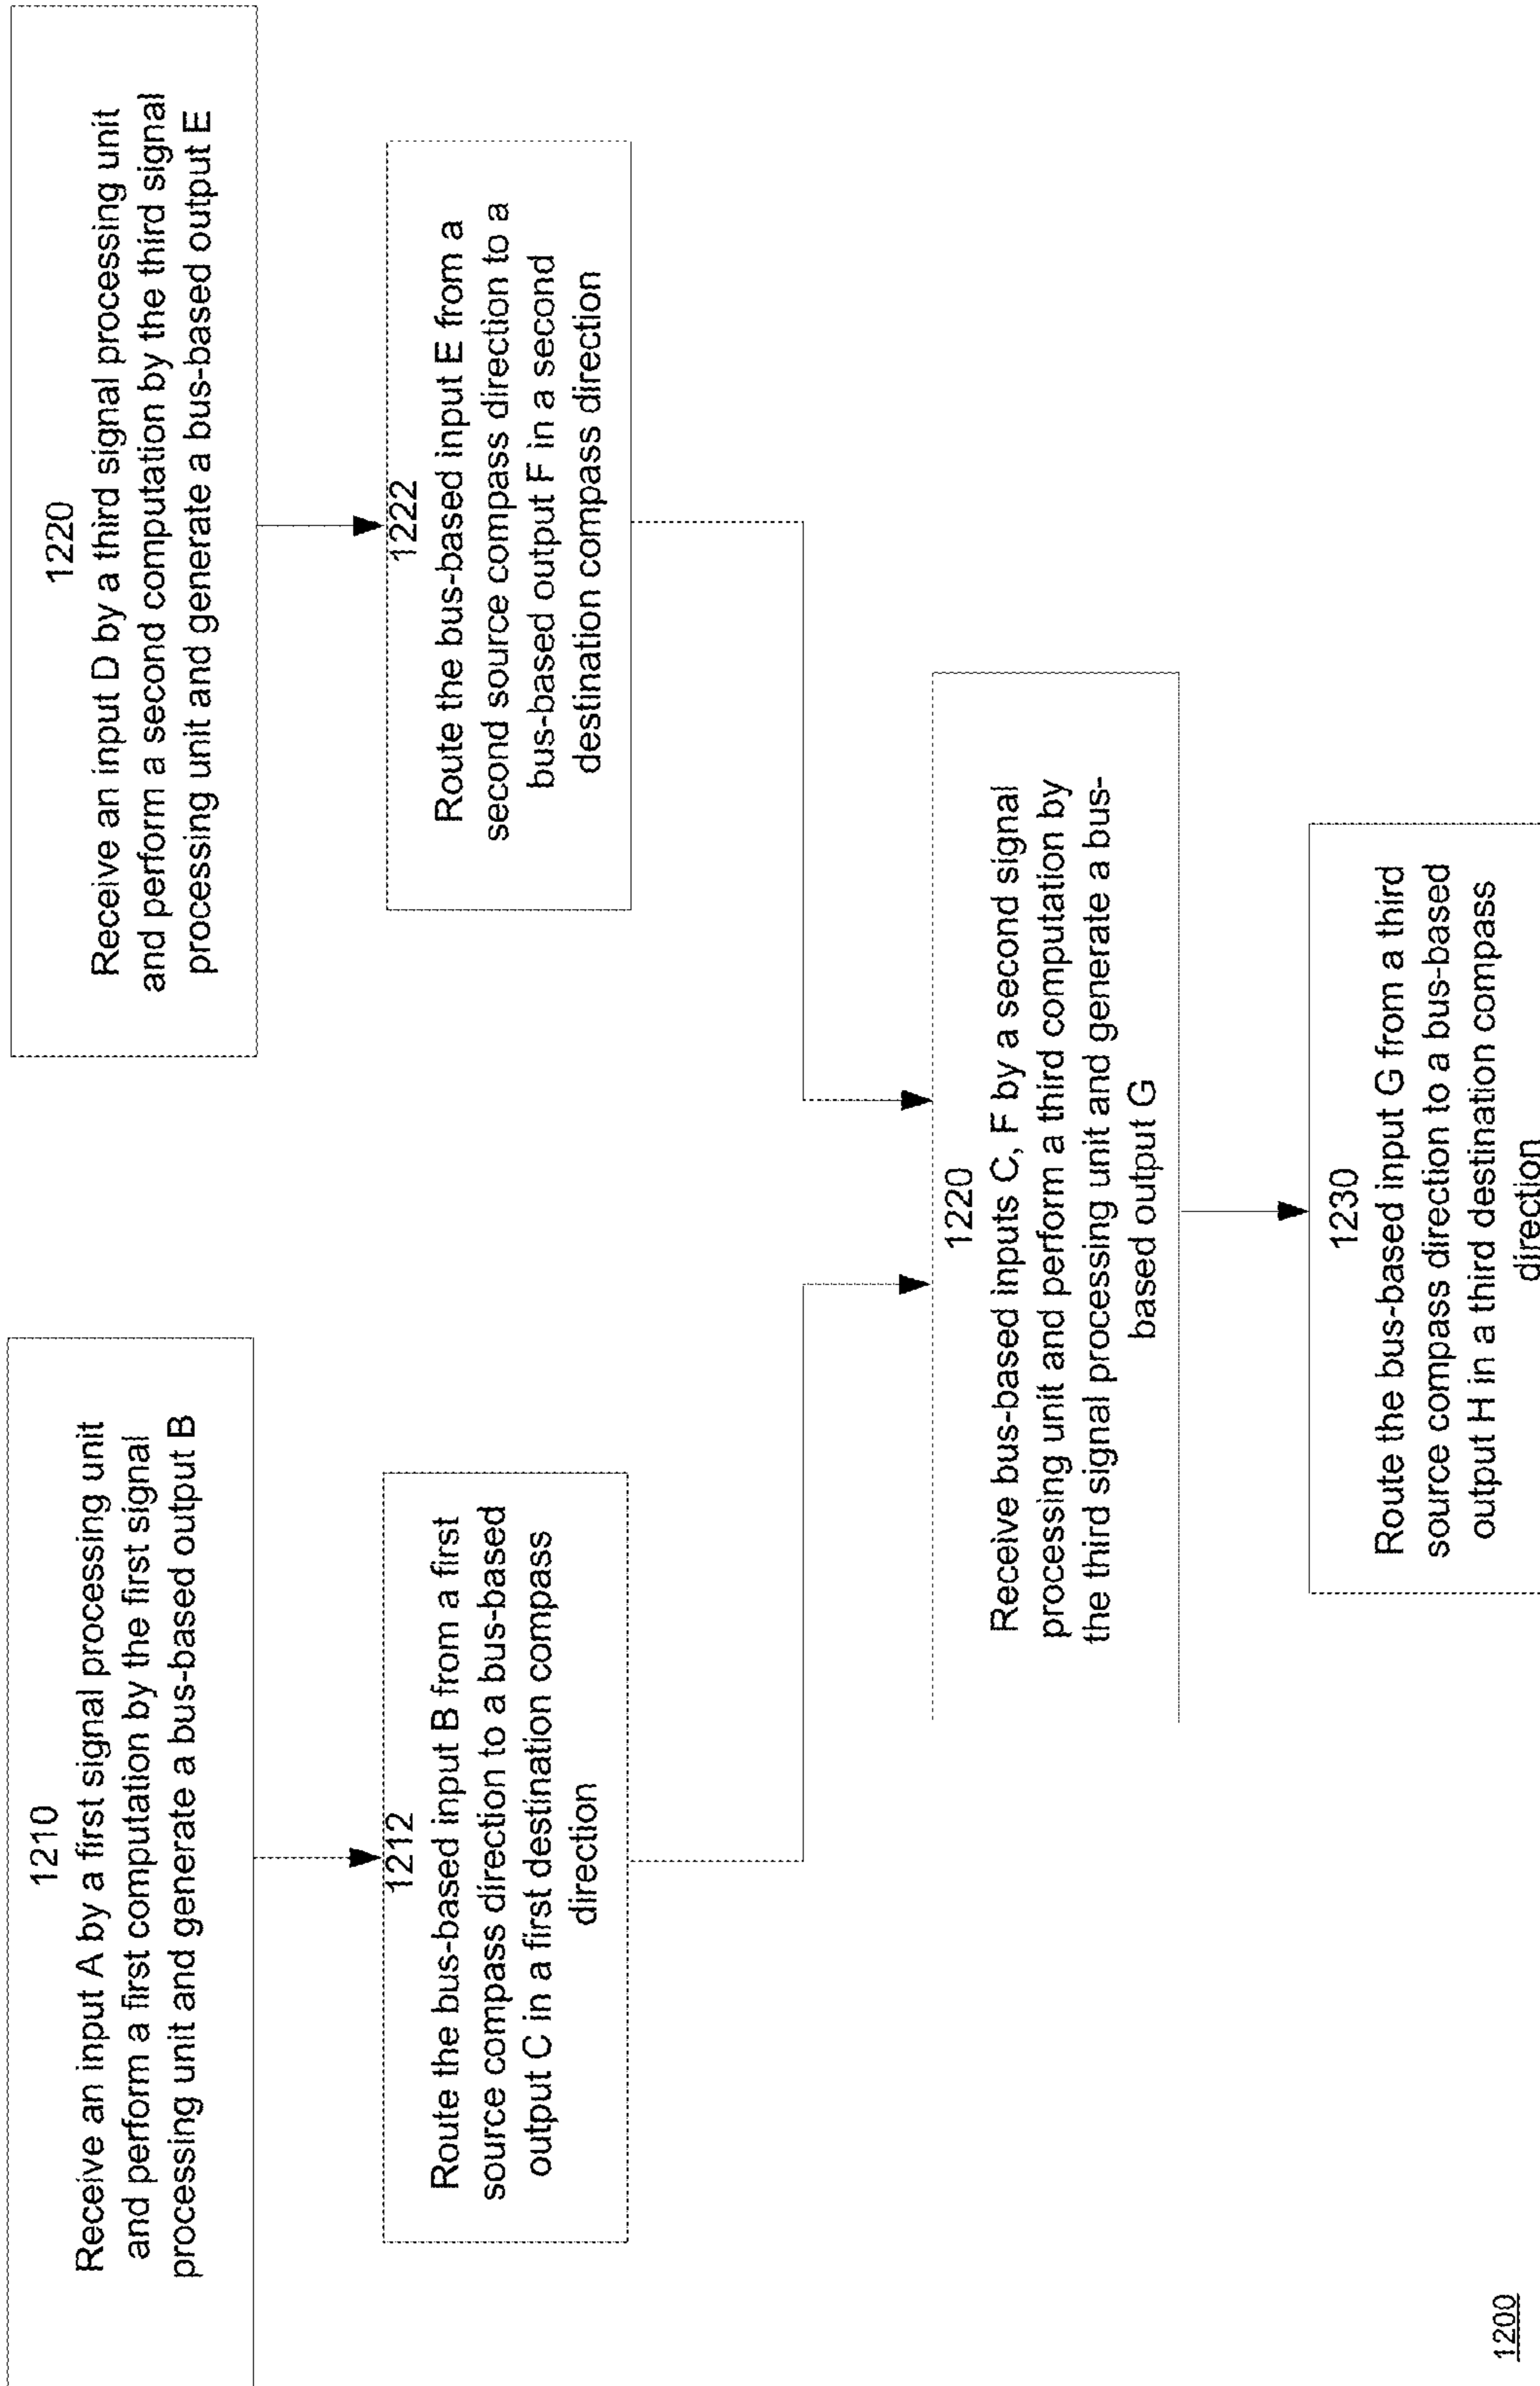 1210
Receive an input A by a first signal processing unit
and perform a first computation by the first signal
processing unit and generate a bus-based output B
1220
Receive an input D by a third signal processing unit
and perform a second computation by the third signal
processing unit and generate a bus-based output E
1212
Route the bus-based input B from a first
source compass direction to a bus-based
output C in a first destination compass
direction
1222
Route the bus-based input E from a
second source compass direction to a
bus-based output F in a second
destination compass direction
1220
Receive bus-based inputs C, F by a second signal
processing unit and perform a third computation by
the third signal processing unit and generate a bus-
based output G
1230
Route the bus-based input G from a third
source compass direction to a bus-based
output H in a third destination compass
direction
1200